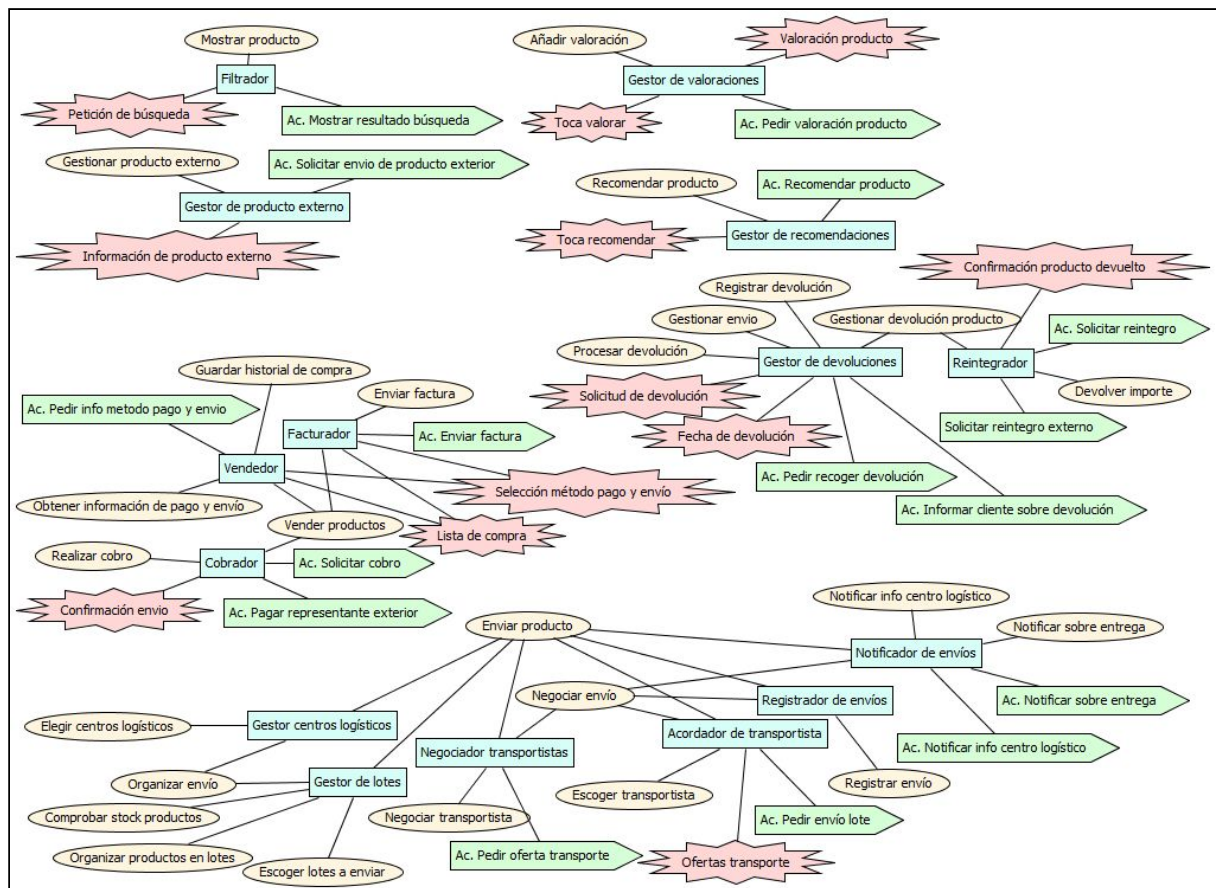 Mostrar producto
Filtrador
Petición de búsqueda
Ac. Mostrar resultado búsqueda
Añadir valoración
Valoración producto
Gestor de valoraciones
Toca valorar
Ac. Pedir valoración producto
Gestionar producto externo
Ac. Solicitar envio de producto exterior
Gestor de producto externo
Información de producto externo
Recomendar producto
Ac. Recomendar producto
Toca recomendar
Gestor de recomendaciones
Confirmación producto devuelto
Registrar devolución
Gestionar envio
Gestionar devolución producto
Ac. Solicitar reintegro
Procesar devolución
Gestor de devoluciones
Reintegrador
Solicitud de devolución
Devolver importe
Fecha de devolución
Solicitar reintegro externo
Ac. Pedir recoger devolución
Ac. Informar cliente sobre devolución
Guardar historial de compra
Enviar factura
Ac. Pedir info metodo pago y envio
Facturador
Ac. Enviar factura
Vendedor
Selección método pago y envío
Obtener información de pago y envío
Vender productos
Lista de compra
Realizar cobro
Cobrador
Ac. Solicitar cobro
Confirmación envio
Ac. Pagar representante exterior
Enviar producto
Notificar info centro logístico
Notificar sobre entrega
Notificador de envíos
Negociar envío
Registrador de envíos
Ac. Notificar sobre entrega
Elegir centros logísticos
Gestor centros logísticos
Negociador transportistas
Acordador de transportista
Ac. Notificar info centro logístico
Organizar envío
Gestor de lotes
Escoger transportista
Registrar envío
Comprobar stock productos
Negociar transportista
Ac. Pedir envío lote
Organizar productos en lotes
Escoger lotes a enviar
Ac. Pedir oferta transporte
Ofertas transporte